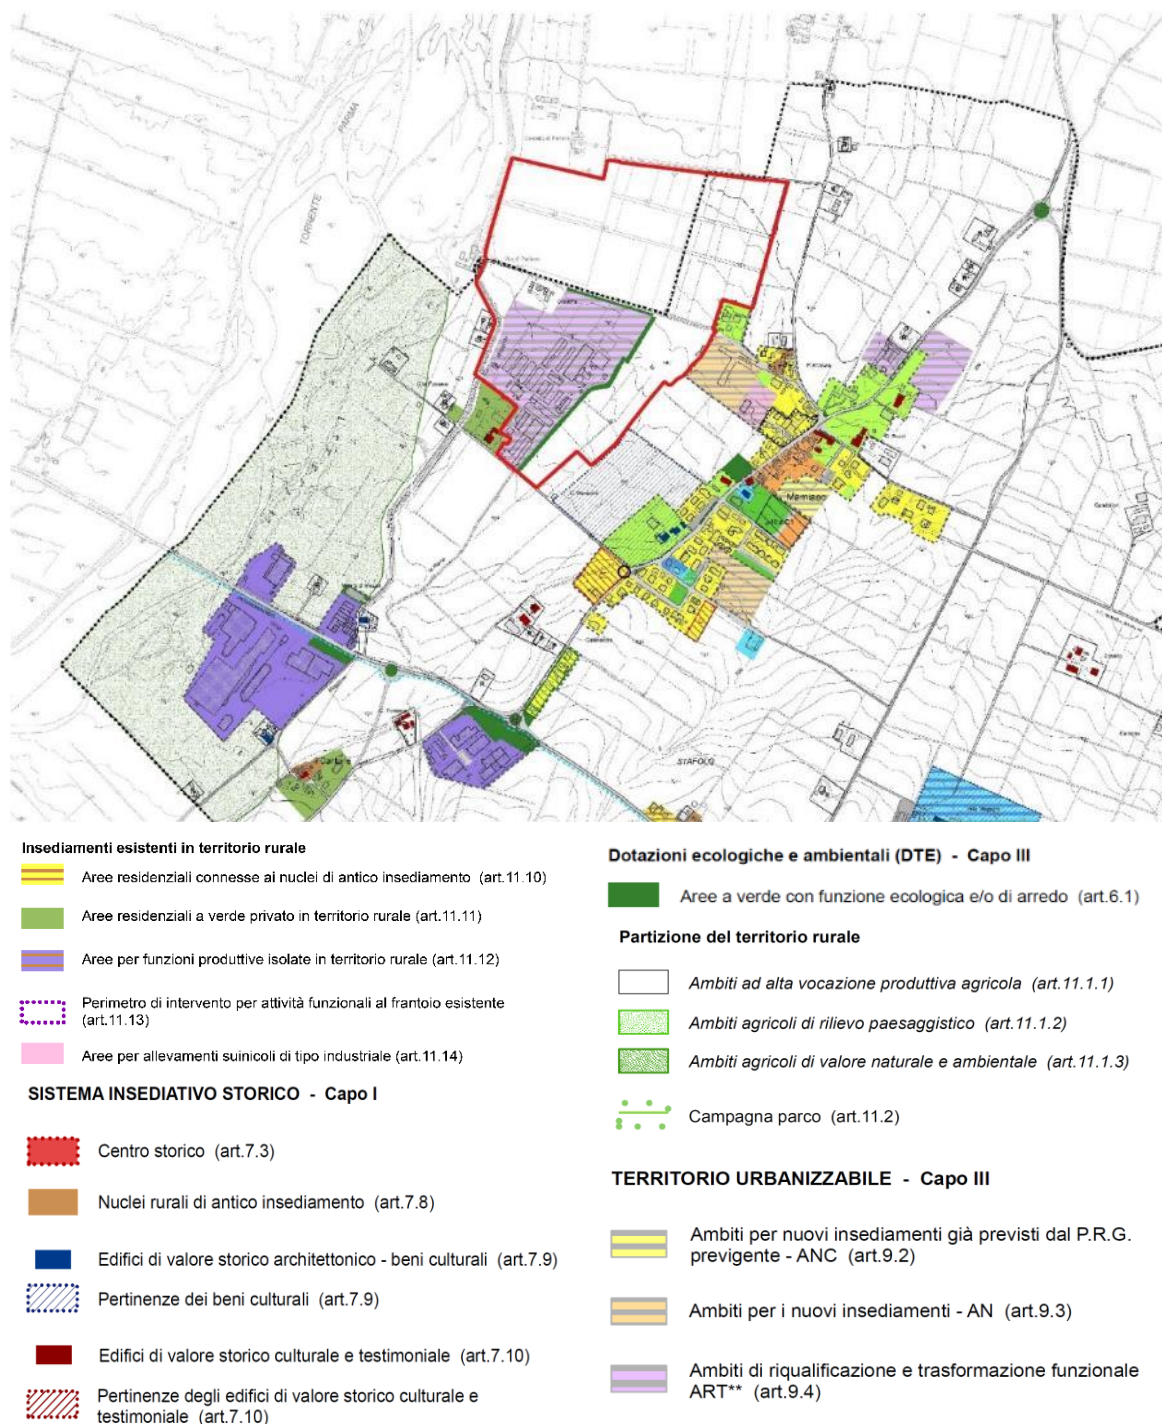 PARMA
TORRENTE
Mamiano
STAFOLO
Insediamenti esistenti in territorio rurale
Aree residenziali connesse ai nuclei di antico insediamento (art.11.10)
Aree residenziali a verde privato in territorio rurale (art.11.11)
Aree per funzioni produttive isolate in territorio rurale (art.11.12)
Perimetro di intervento per attività funzionali al frantoio esistente
(art.11.13)
Aree per allevamenti suinicoli di tipo industriale (art.11.14)
SISTEMA INSEDIATIVO STORICO - Capo I
Centro storico (art.7.3)
Nuclei rurali di antico insediamento (art.7.8)
Edifici di valore storico architettonico - beni culturali (art.7.9)
Pertinenze dei beni culturali (art.7.9)
Edifici di valore storico culturale e testimoniale (art.7.10)
Pertinenze degli edifici di valore storico culturale e
testimoniale (art.7.10)
Dotazioni ecologiche e ambientali (DTE) - Capo III
Aree a verde con funzione ecologica e/o di arredo (art.6.1)
Partizione del territorio rurale
Ambiti ad alta vocazione produttiva agricola (art.11.1.1)
Ambiti agricoli di rilievo paesaggistico (art.11.1.2)
Ambiti agricoli di valore naturale e ambientale (art.11.1.3)
Campagna parco (art.11.2)
TERRITORIO URBANIZZABILE - Capo III
Ambiti per nuovi insediamenti già previsti dal P.R.G.
previgente - ANC (art.9.2)
Ambiti per i nuovi insediamenti - AN (art.9.3)
Ambiti di riqualificazione e trasformazione funzionale
ART** (art.9.4)